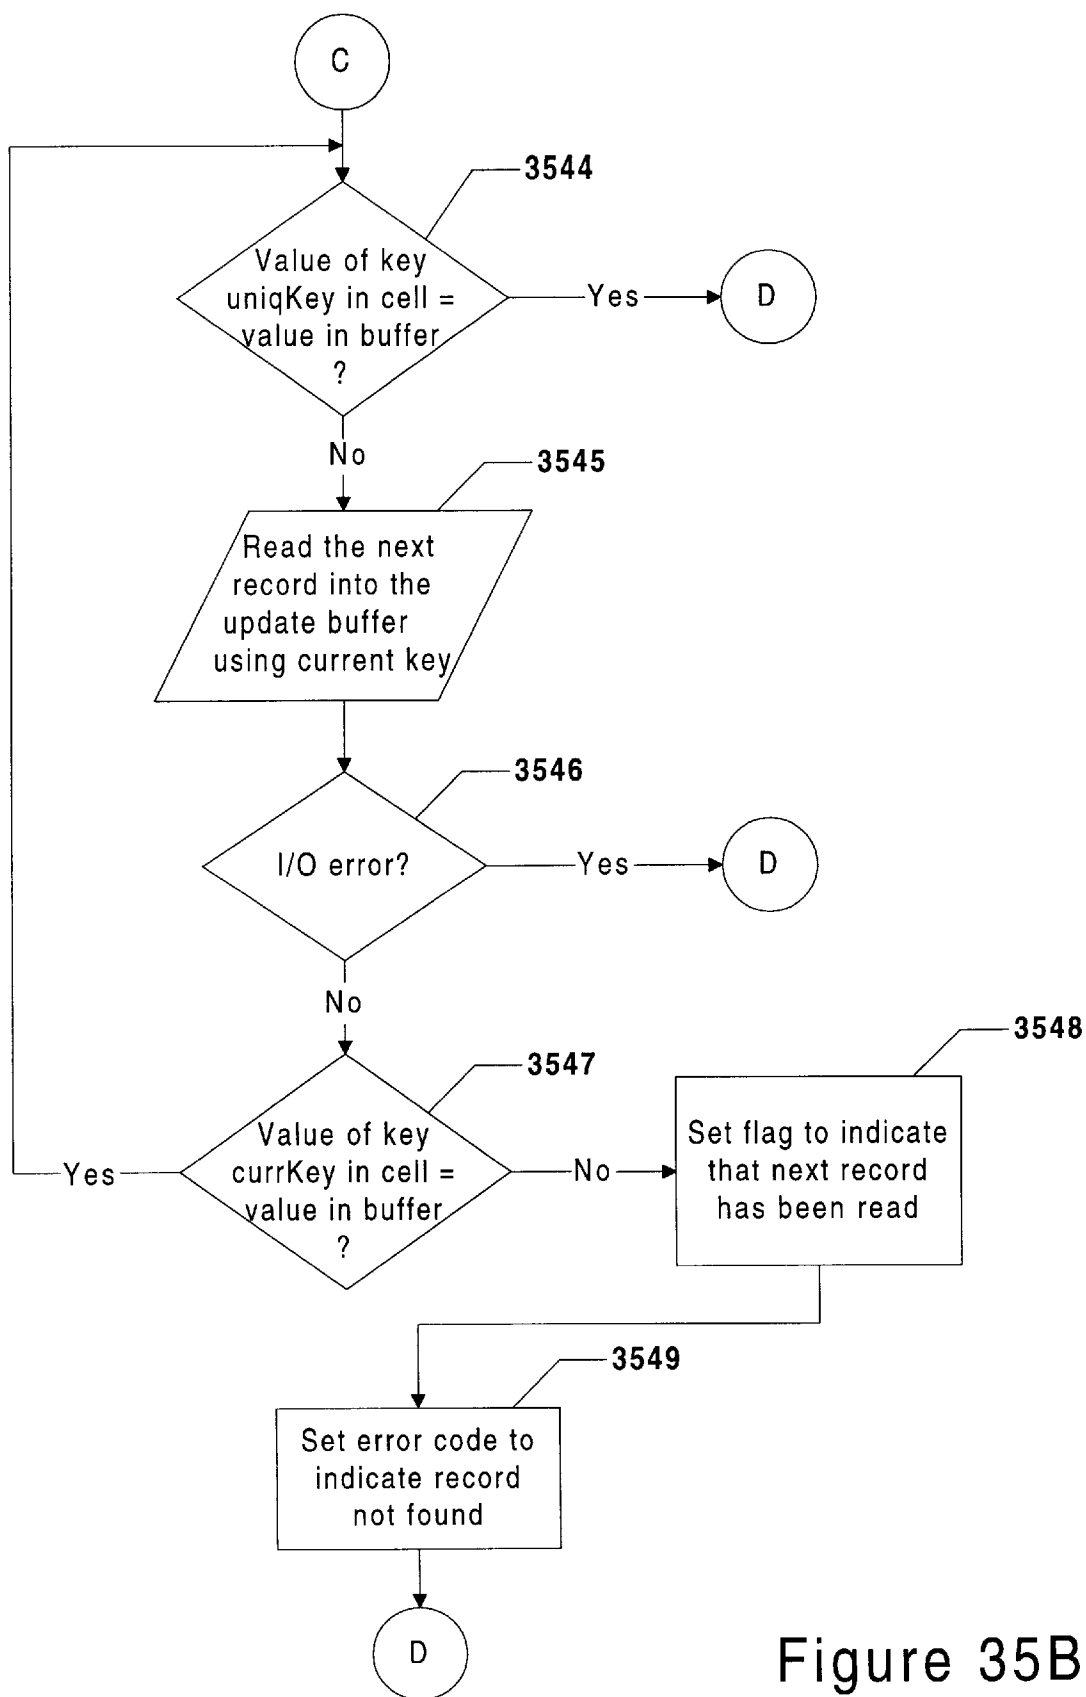 C
3544
Value of key
uniqKey in cell =
value in buffer
?
Yes
D
No
3545
Read the next
record into the
update buffer
using current key
3546
I/O error?
Yes
D
No
3547
Value of key
currKey in cell =
value in buffer
?
Yes
No
3548
Set flag to indicate
that next record
has been read
3549
Set error code to
indicate record
not found
D
Figure 35B